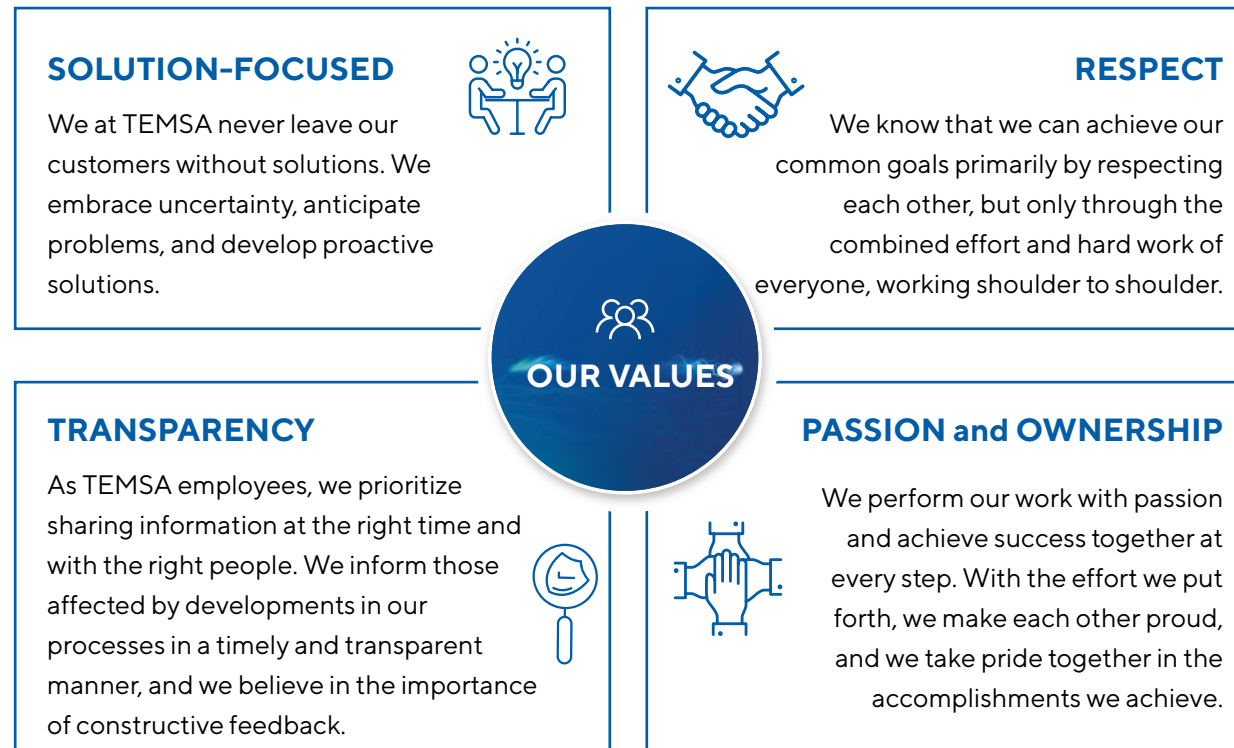 SOLUTION-FOCUSED
We at TEMSA never leave our
customers without solutions. We
embrace uncertainty, anticipate
problems, and develop proactive
solutions.
RESPECT
We know that we can achieve our
common goals primarily by respecting
each other, but only through the
combined effort and hard work of
everyone, working shoulder to shoulder.
OUR VALUES
TRANSPARENCY
As TEMSA employees, we prioritize
sharing information at the right time and
with the right people. We inform those
affected by developments in our
processes in a timely and transparent
manner, and we believe in the importance
of constructive feedback.
PASSION and OWNERSHIP
We perform our work with passion
and achieve success together at
every step. With the effort we put
forth, we make each other proud,
and we take pride together in the
accomplishments we achieve.